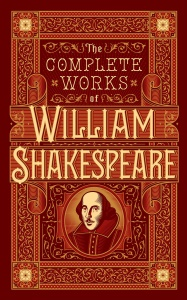 The
COMPLETE
WORKS
of
WILLIAM
SHAKESPEARE